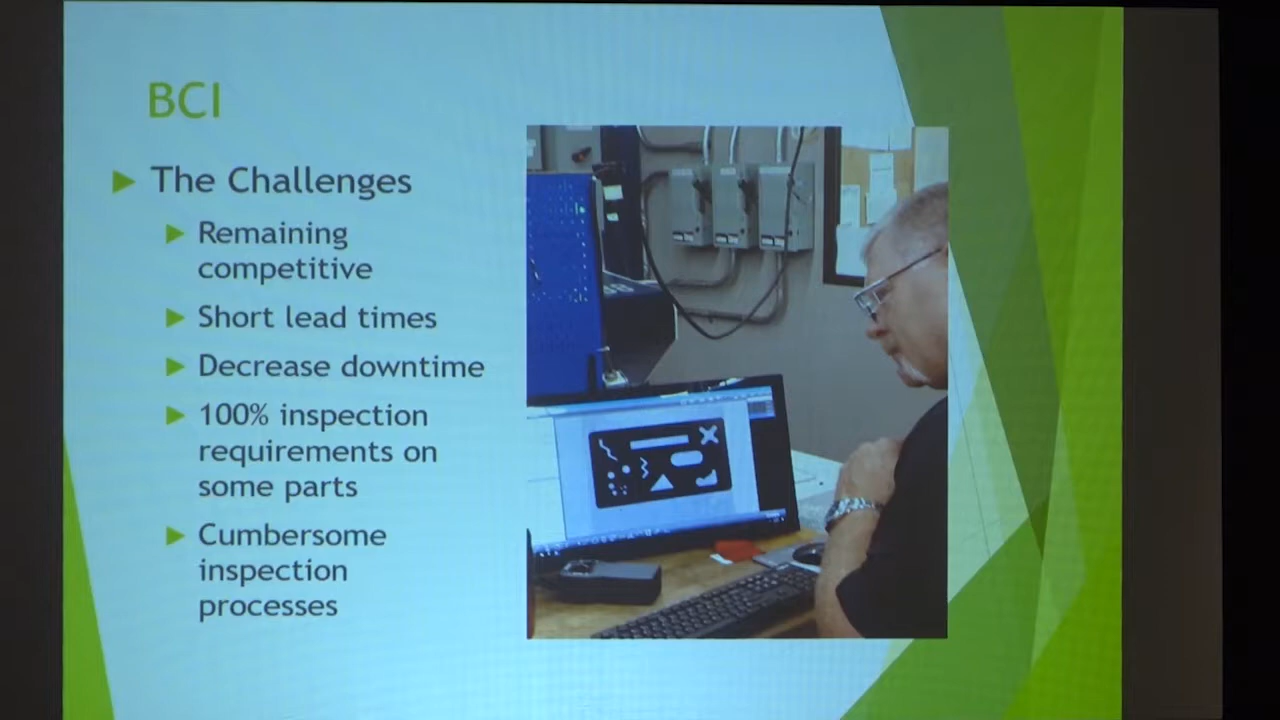 BCI
The Challenges
Remaining
competitive
Short lead times
Decrease downtime
100% inspection
requirements on
some parts
Cumbersome
inspection
processes